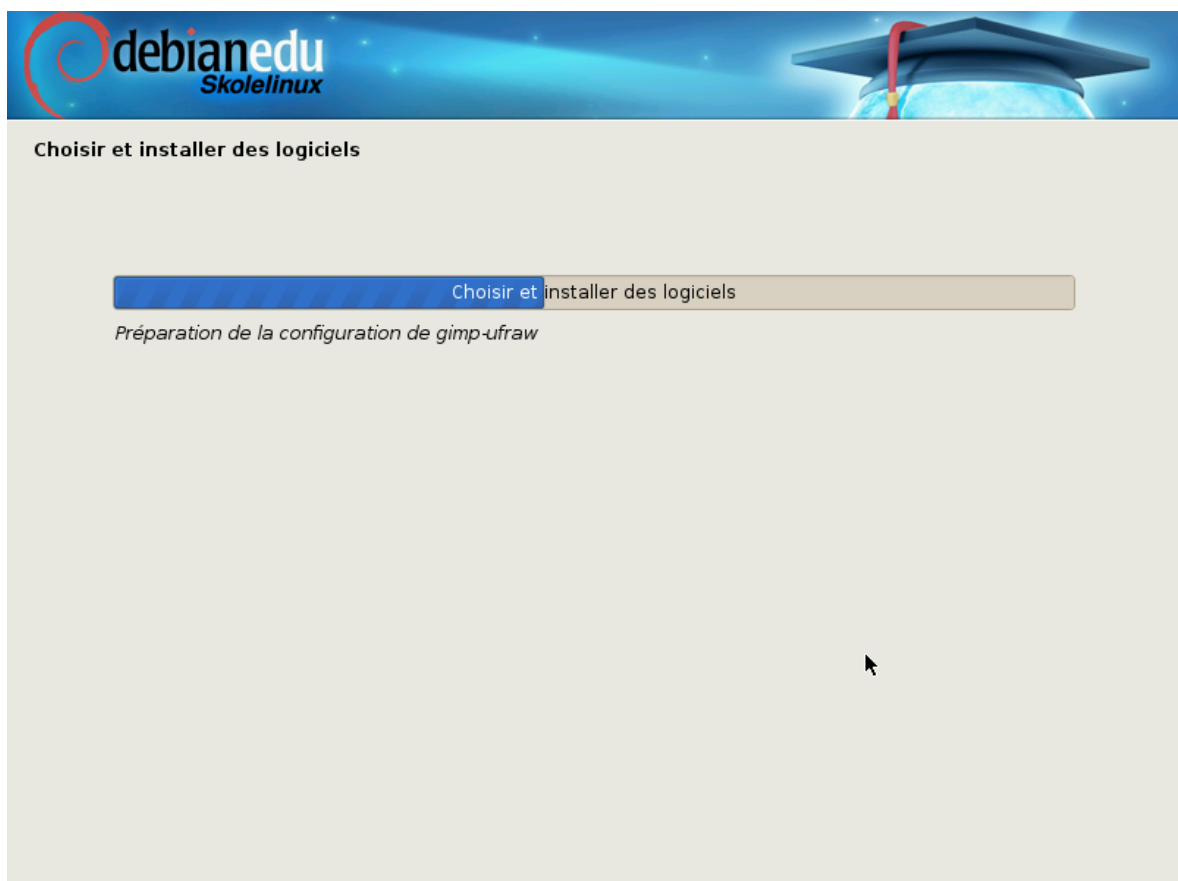 debianedu
Skolelinux
Choisir et installer des logiciels
Choisir et installer des logiciels
Préparation de la configuration de gimp-ufraw